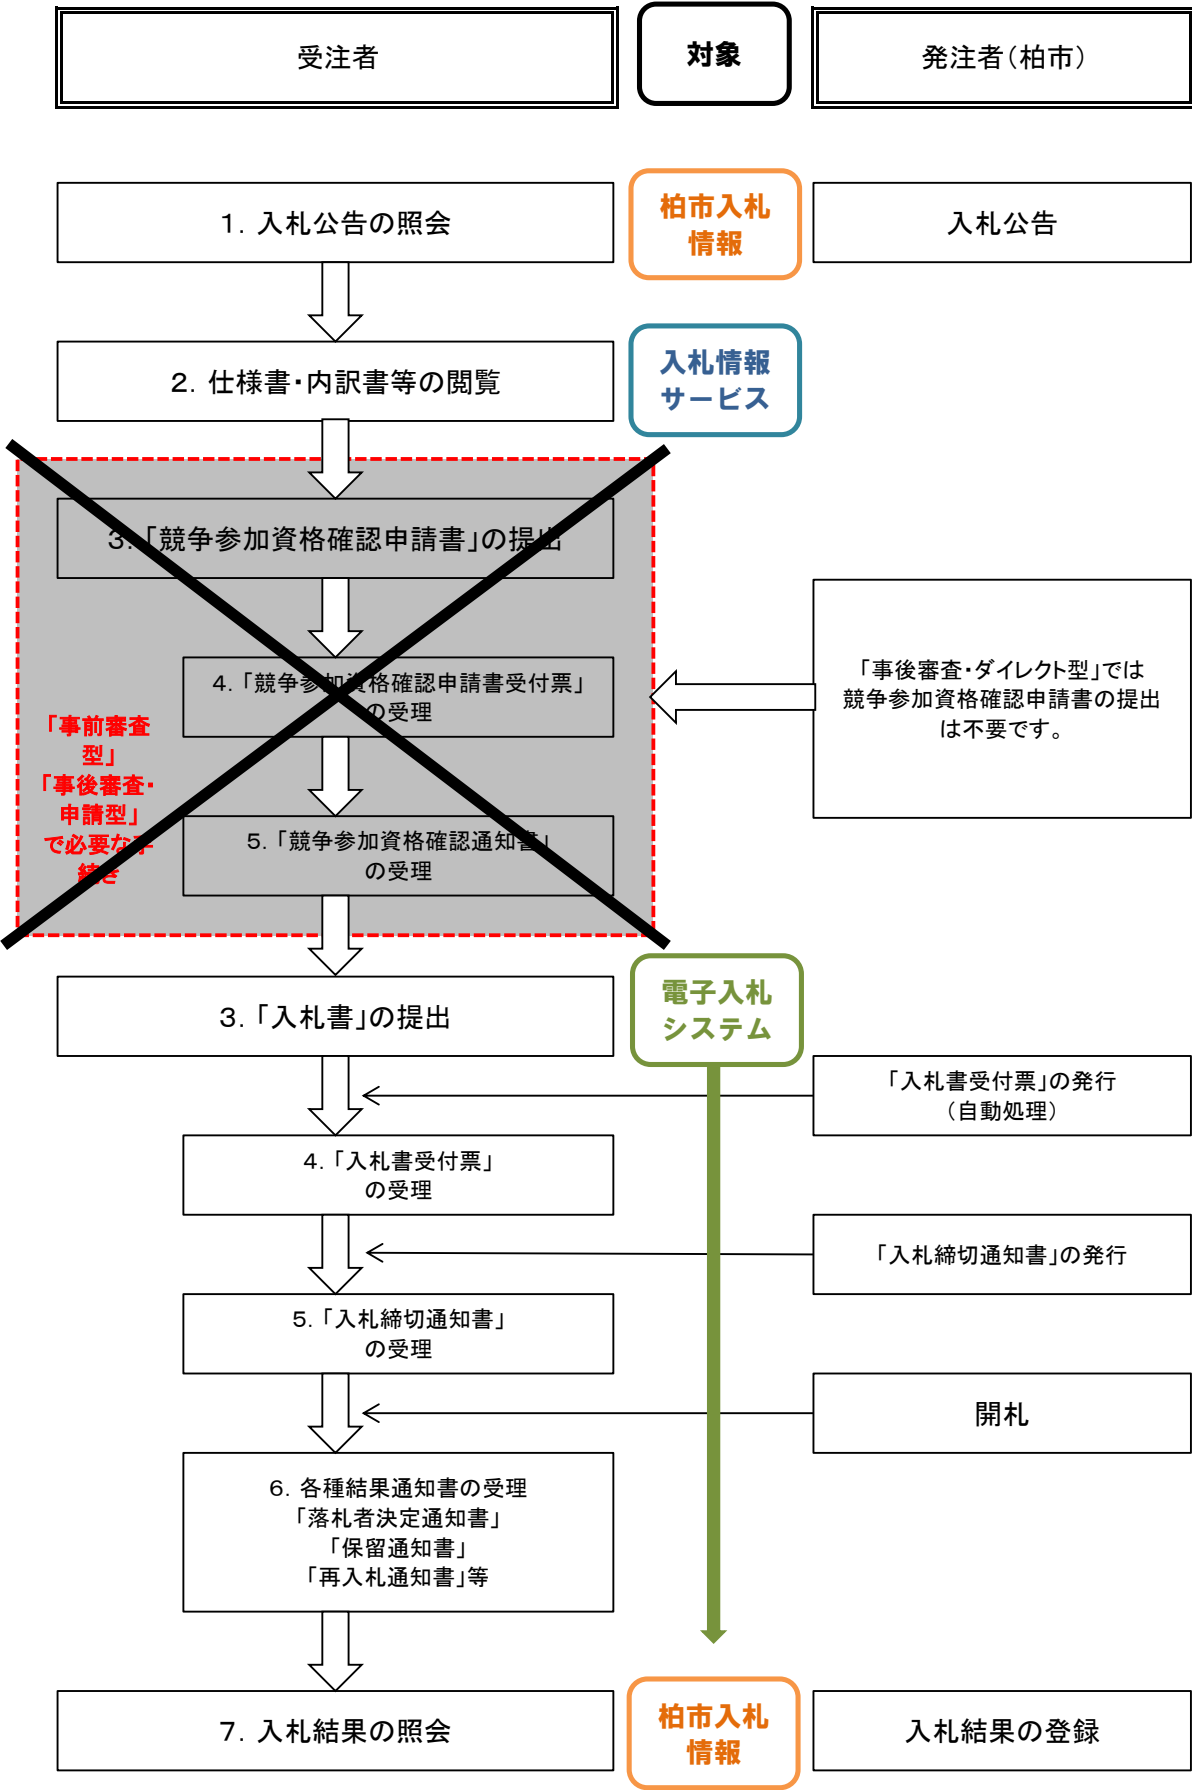 受注者
対象
発注者（柏市）
１．入札公告の照会
柏市入札
情報
入札公告
２．仕様書・内訳書等の閲覧
入札情報
サービス
３．「競争参加資格確認申請書」の提出
４．「競争参加資格確認申請書受付票」
の受理
「事後審査・ダイレクト型」では
競争参加資格確認申請書の提出
は不要です。
「事前審査
型」
「事後審査・
申請型」
で必要な手
続き
５．「競争参加資格確認通知書」
の受理
３．「入札書」の提出
電子入札
システム
「入札書受付票」の発行
（自動処理）
４．「入札書受付票」
の受理
「入札締切通知書」の発行
５．「入札締切通知書」
の受理
開札
６．各種結果通知書の受理
「落札者決定通知書」
「保留通知書」
「再入札通知書」等
７．入札結果の照会
柏市入札
情報
入札結果の登録